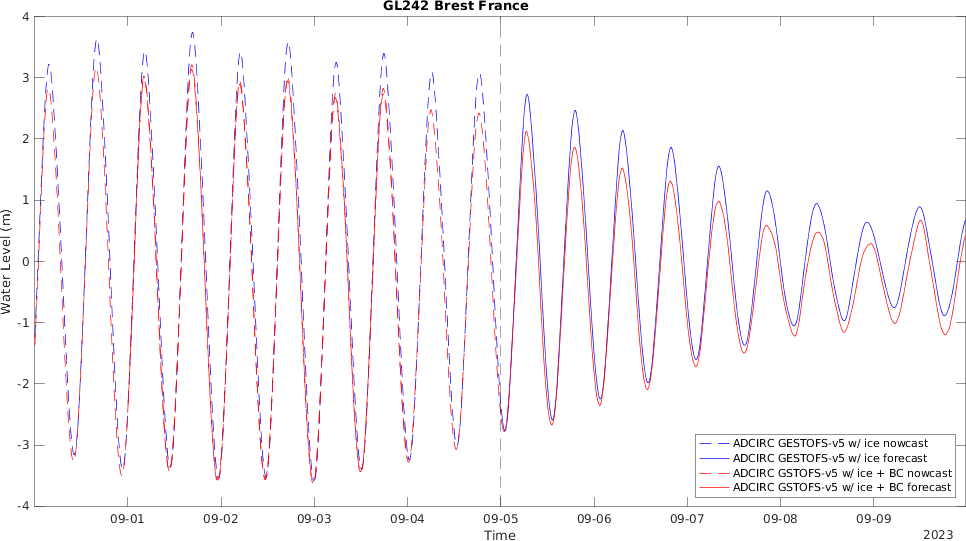 GL242 Brest France
4
3
2
1
0
-1
-2
-3
-4
Water Level (m)
ADCIRC GESTOFS-v5 w/ ice nowcast
ADCIRC GESTOFS-v5 w/ ice forecast
ADCIRC GSTOFS-v5 w/ ice + BC nowcast
ADCIRC GSTOFS-v5 w/ ice + BC forecast
09-01 09-02 09-03 09-04 09-05 09-06 09-07 09-08 09-09
Time
2023